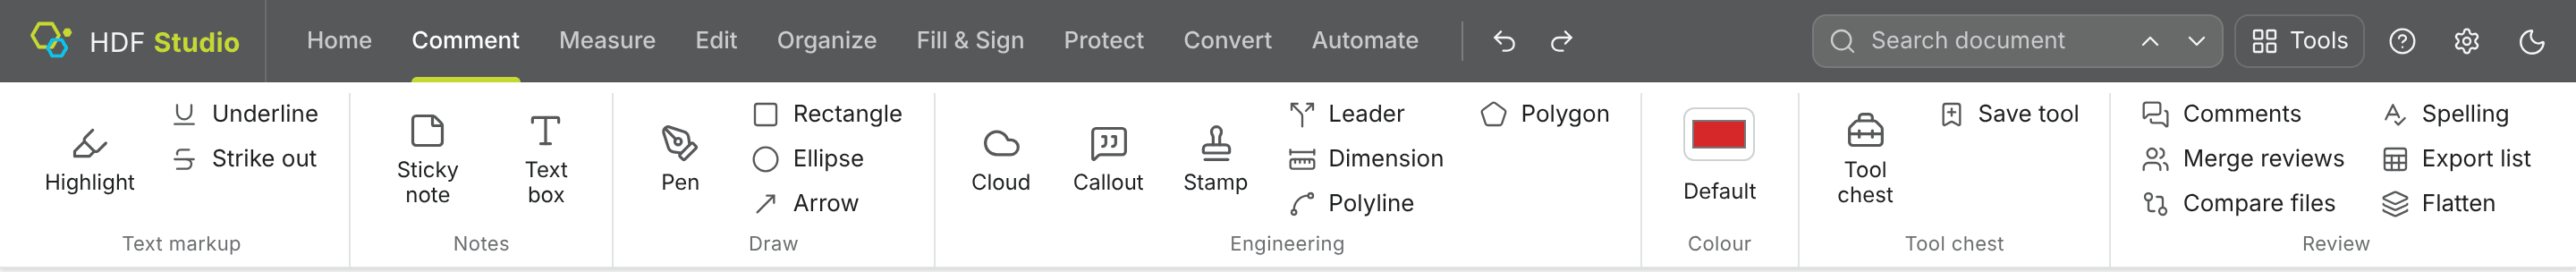 HDF Studio
Home
Comment
Measure
Edit
Organize
Fill & Sign
Protect
Convert
Automate
Search document
Tools
Highlight
Underline
Strike out
Text markup
Sticky
note
Text
box
Notes
Pen
Rectangle
Ellipse
Arrow
Draw
Cloud
Callout
Stamp
Leader
Dimension
Polyline
Polygon
Engineering
Default
Colour
Tool
chest
Save tool
Tool chest
Comments
Merge reviews
Compare files
Spelling
Export list
Flatten
Review